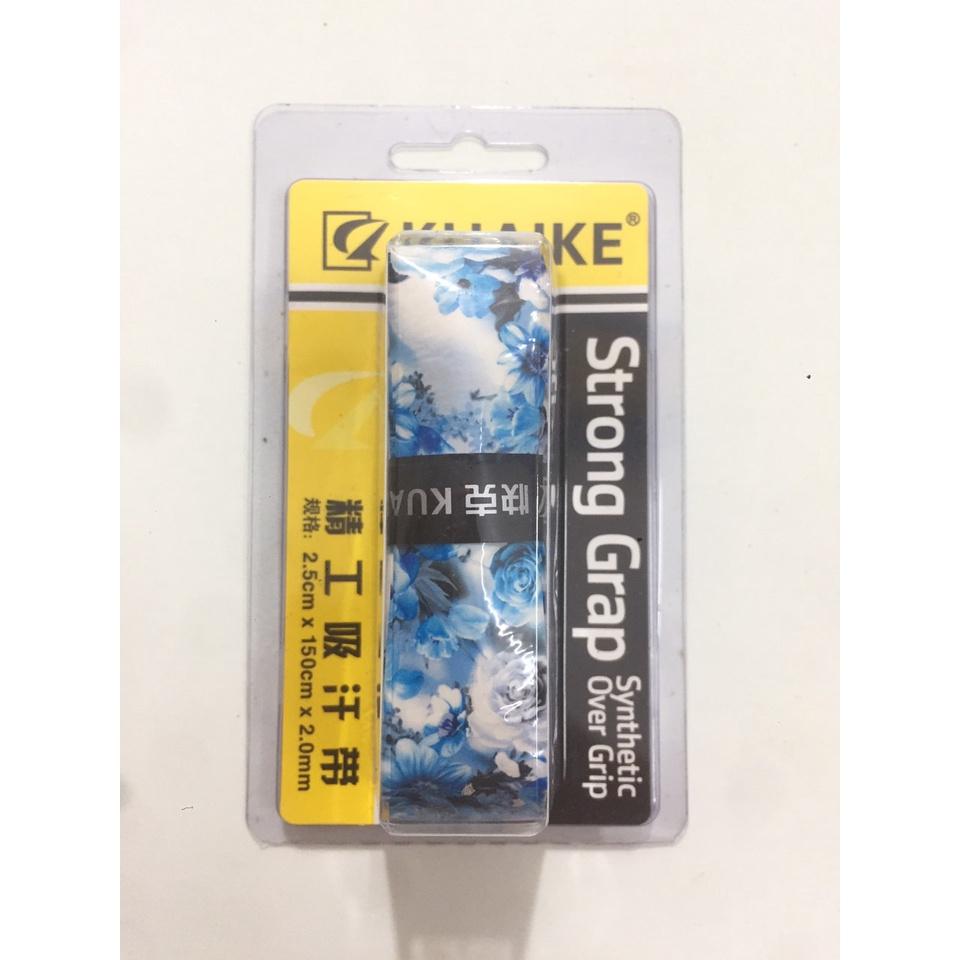 KUAIKE®
Strong Grap
Synthetic
Over Grip
快克 KUA
精工吸汗带
规格: 2.5cm x 150cm x 2.0mm